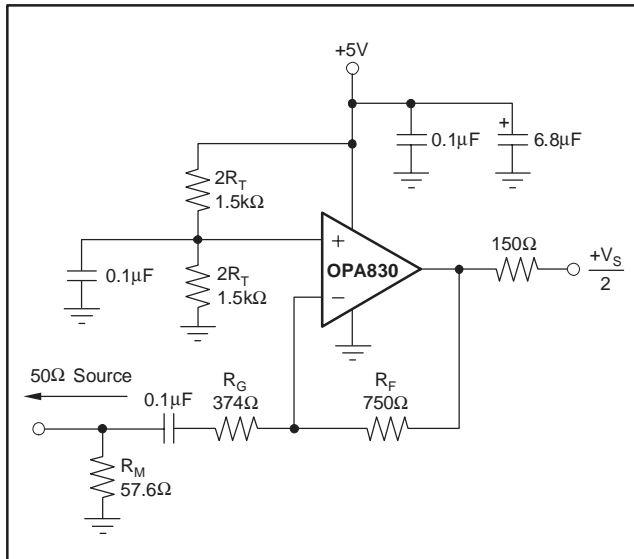 +5V
0.1µF
+
6.8µF
2R_T
1.5kΩ
+
OPA830
−
150Ω
+V_S
2
0.1µF
2R_T
1.5kΩ
50Ω Source
0.1µF
R_G
374Ω
R_F
750Ω
R_M
57.6Ω